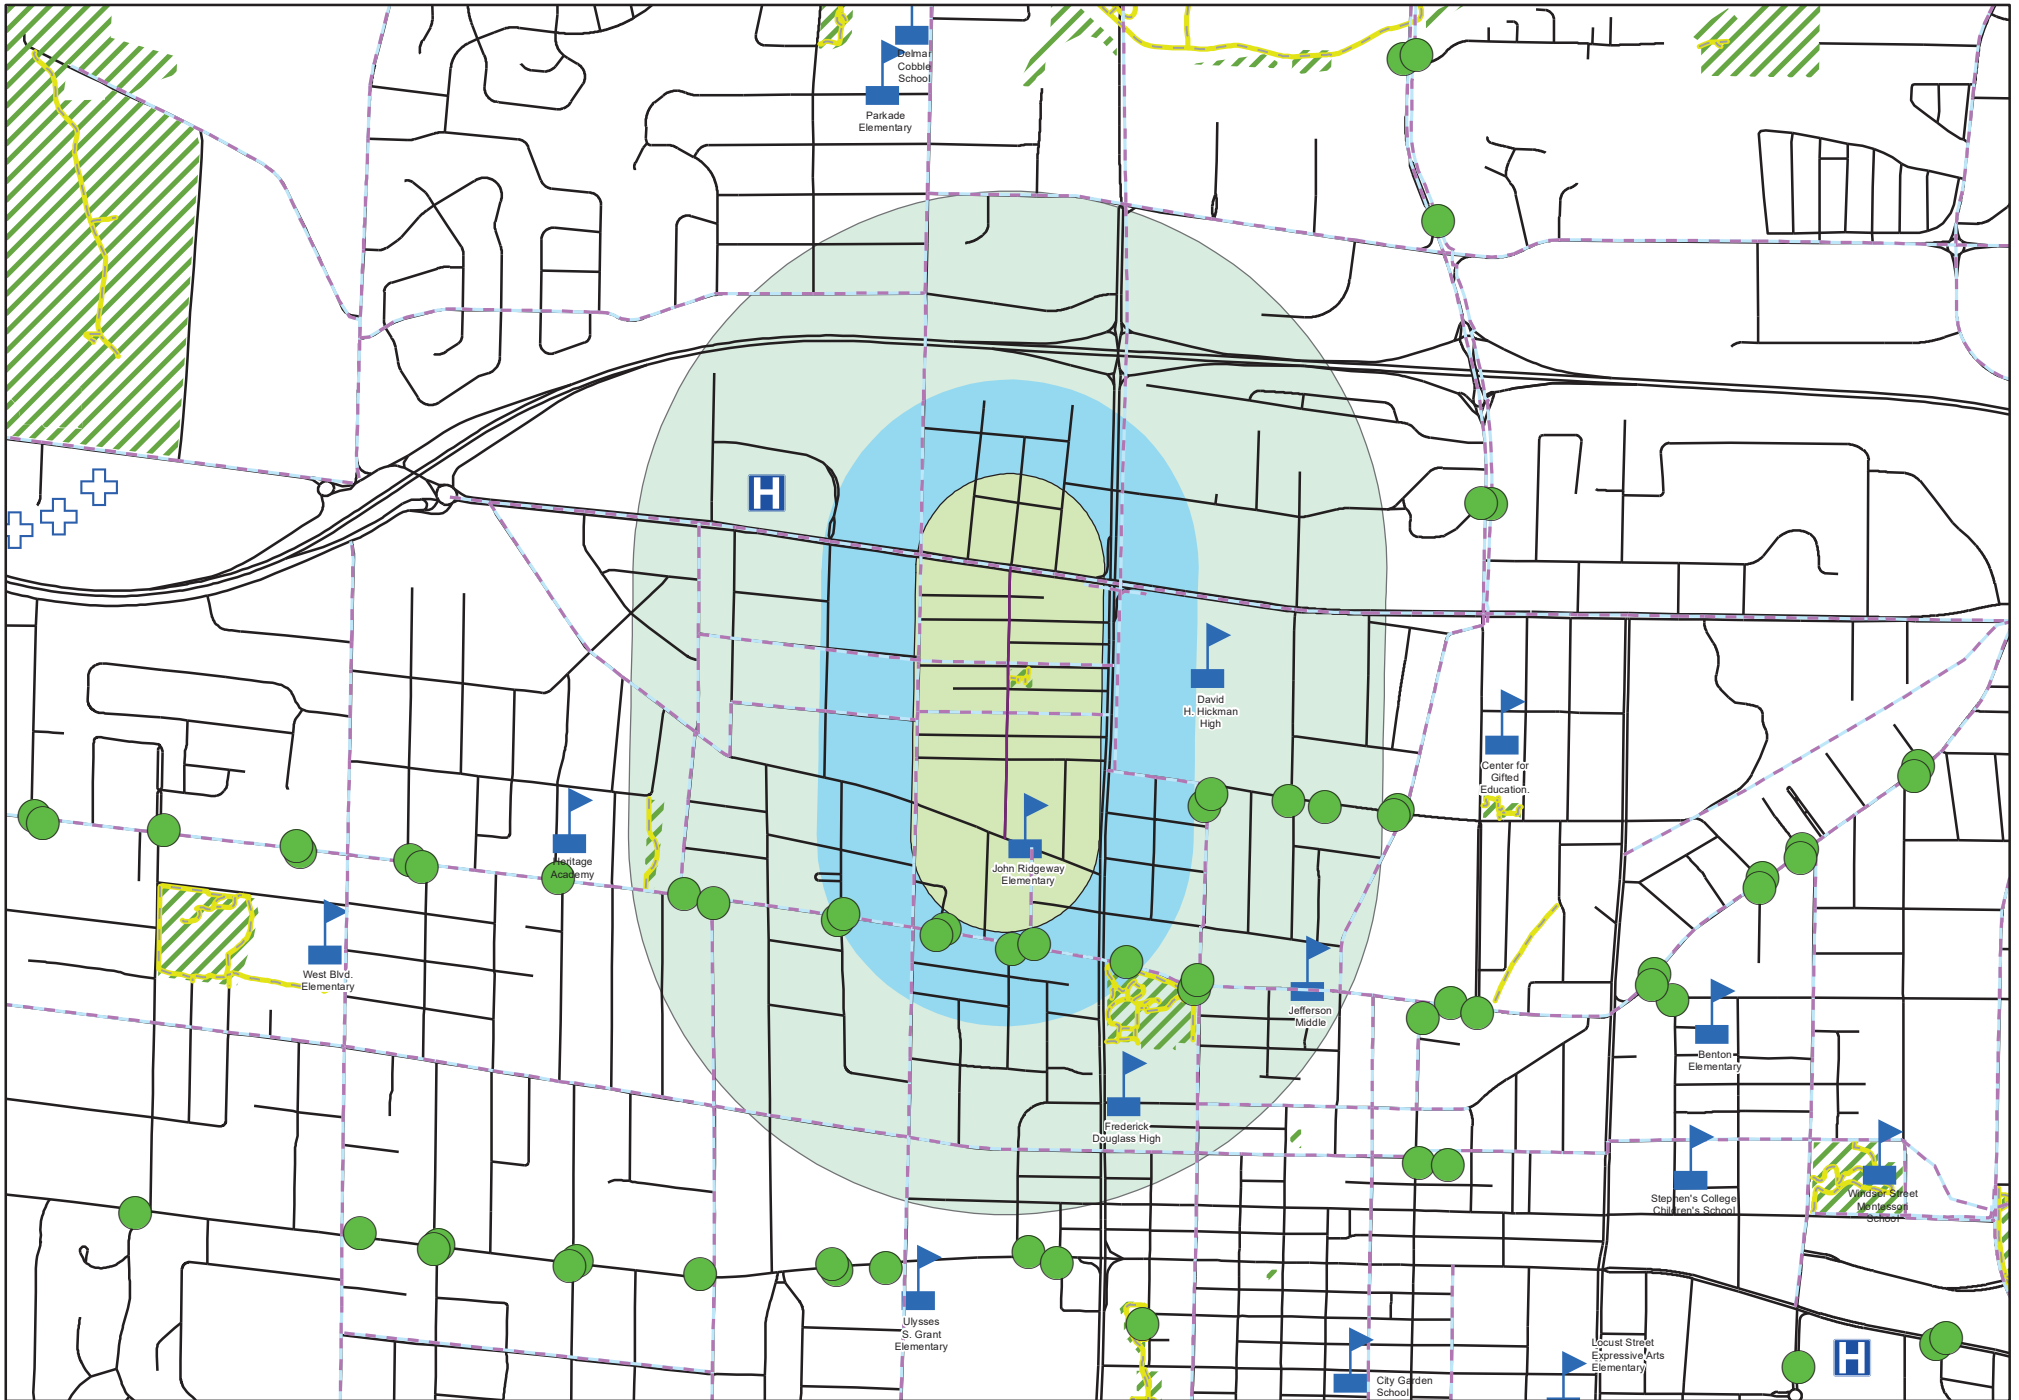 Delmar
Cobble
School
Parkade
Elementary
H
David
H. Hickman
High
Center for
Gifted
Education.
Heritage
Academy
John Ridgeway
Elementary
West Blvd.
Elementary
Jefferson
Middle
Benton
Elementary
Frederick
Douglass High
Stephen's College
Children's School
Windsor Street
Montessori
School
Ulysses
S. Grant
Elementary
Locust Street
Expressive Arts
Elementary
H
City Garden
School